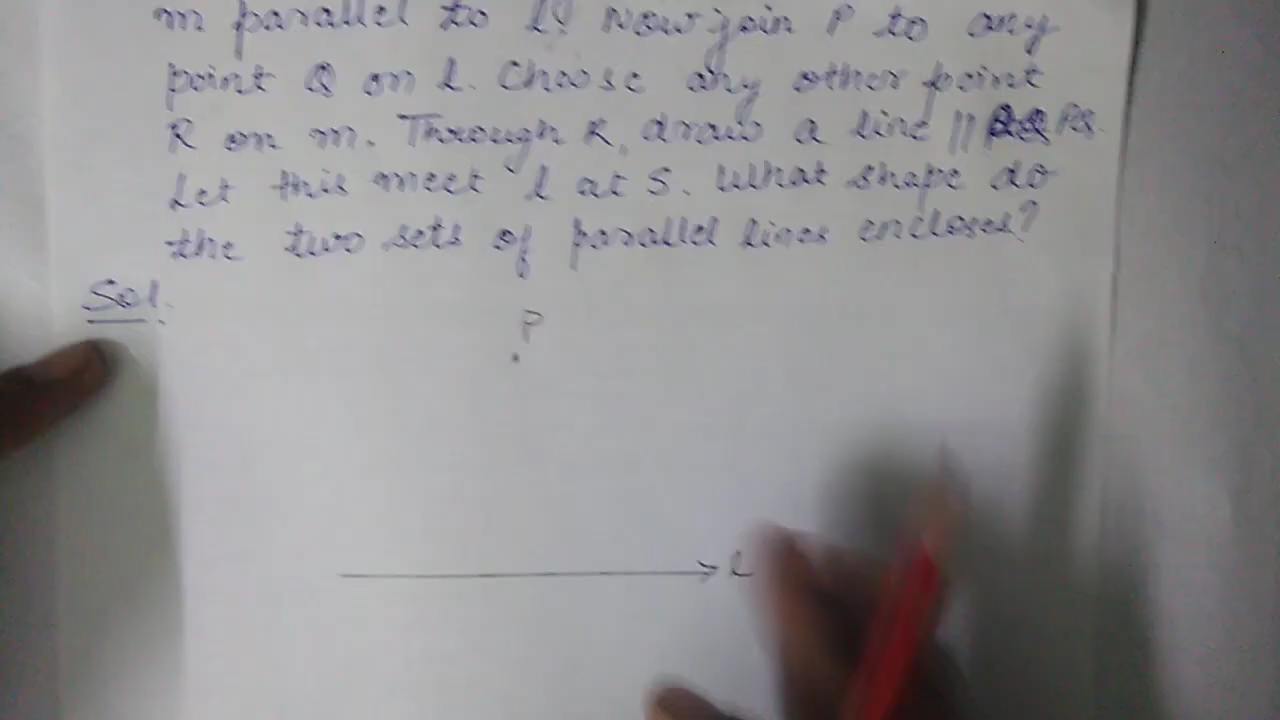 m parallel to l? Now join P to any
point Q on l. Choose any other point
R on m. Through R, draw a line || PQ.
Let this meet l at S. What shape do
the two sets of parallel lines encloses?
Sol.
P
l